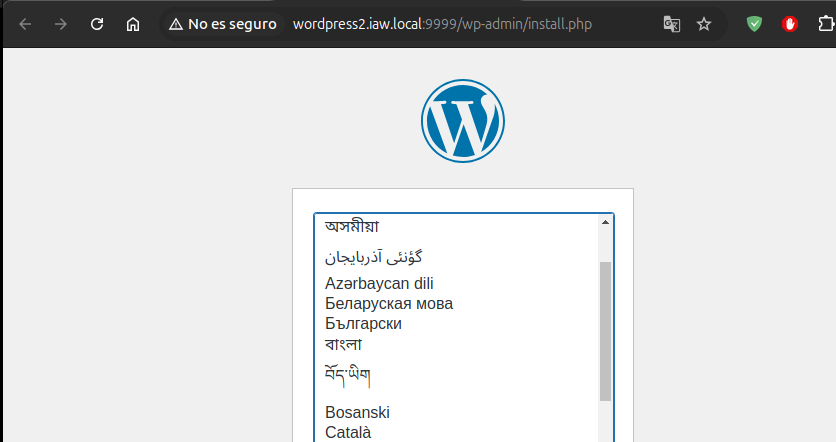 No es seguro wordpress2.iaw.local:9999/wp-admin/install.php
অসমীয়া
گؤنئی آذربایجان
Azərbaycan dili
Беларуская мова
Български
বাংলা
བོད་ཡིག
Bosanski
Català